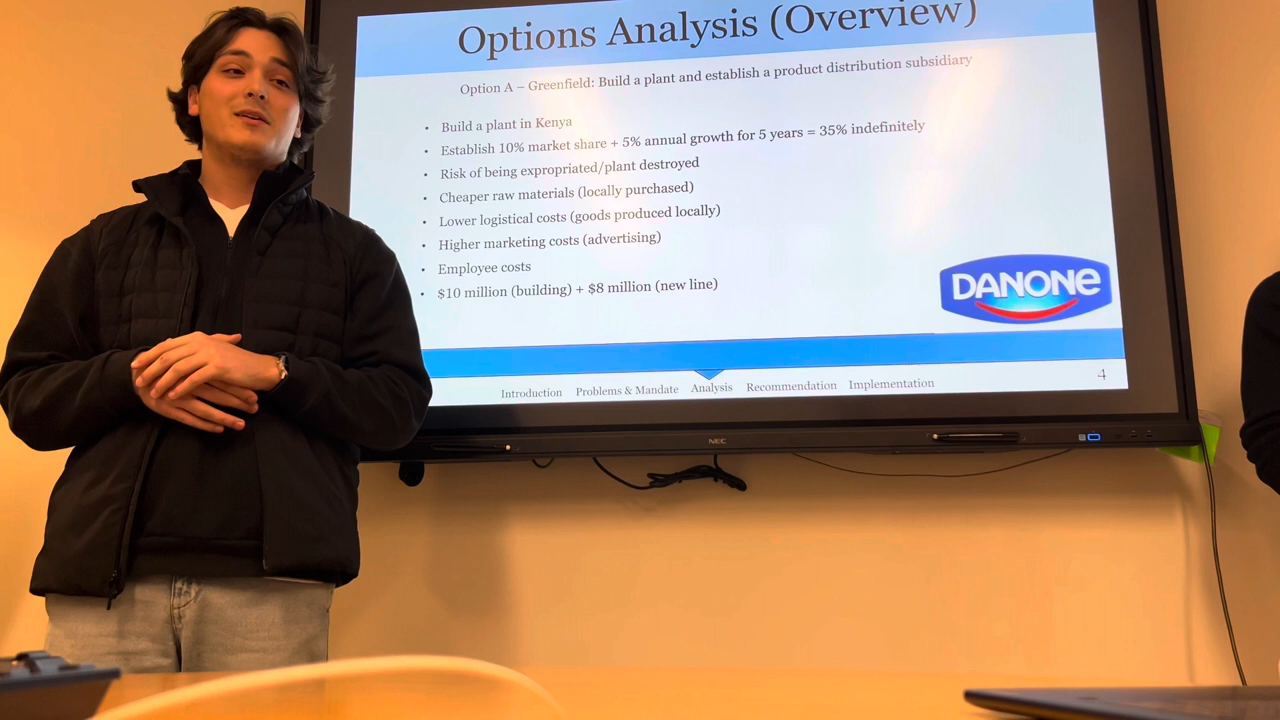 Options Analysis (Overview)
Option A – Greenfield: Build a plant and establish a product distribution subsidiary
• Build a plant in Kenya
• Establish 10% market share + 5% annual growth for 5 years = 35% indefinitely
• Risk of being expropriated/plant destroyed
• Cheaper raw materials (locally purchased)
• Lower logistical costs (goods produced locally)
• Higher marketing costs (advertising)
• Employee costs
• $10 million (building) + $8 million (new line)
DANONE
Introduction Problems & Mandate Analysis Recommendation Implementation
4
NEC